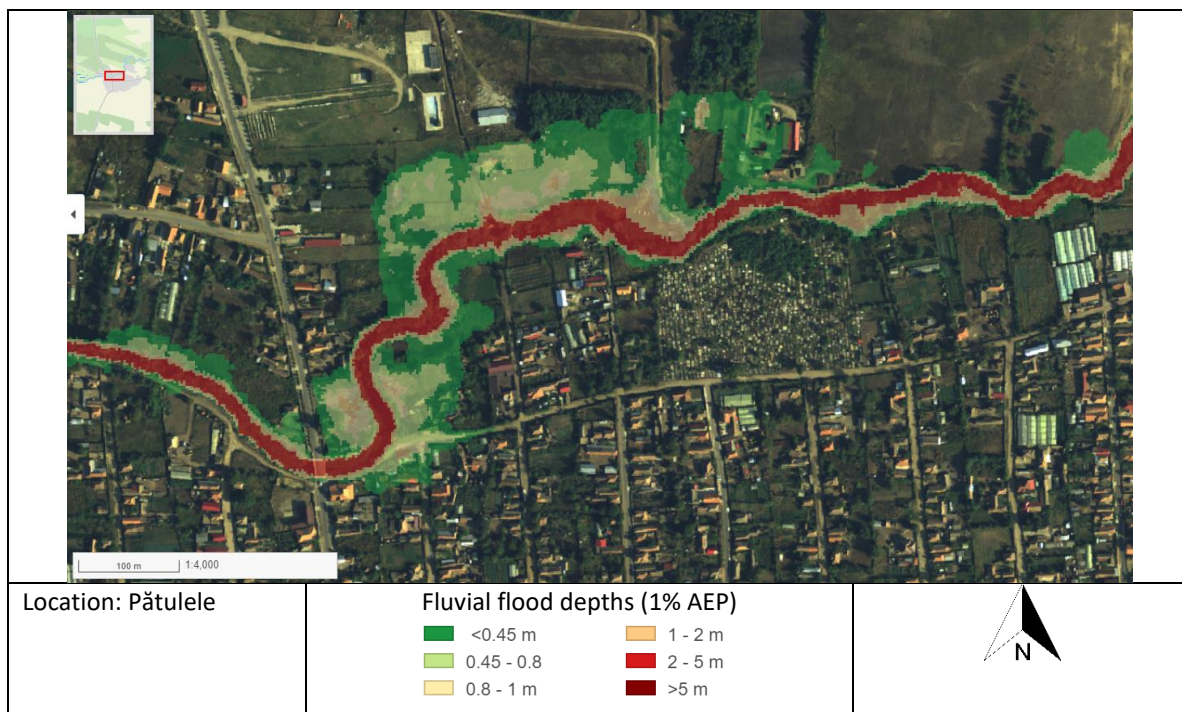 100 m 1:4,000
Location: Pătulele
Fluvial flood depths (1% AEP)
<0.45 m 1 - 2 m
0.45 - 0.8 2 - 5 m
0.8 - 1 m >5 m
N